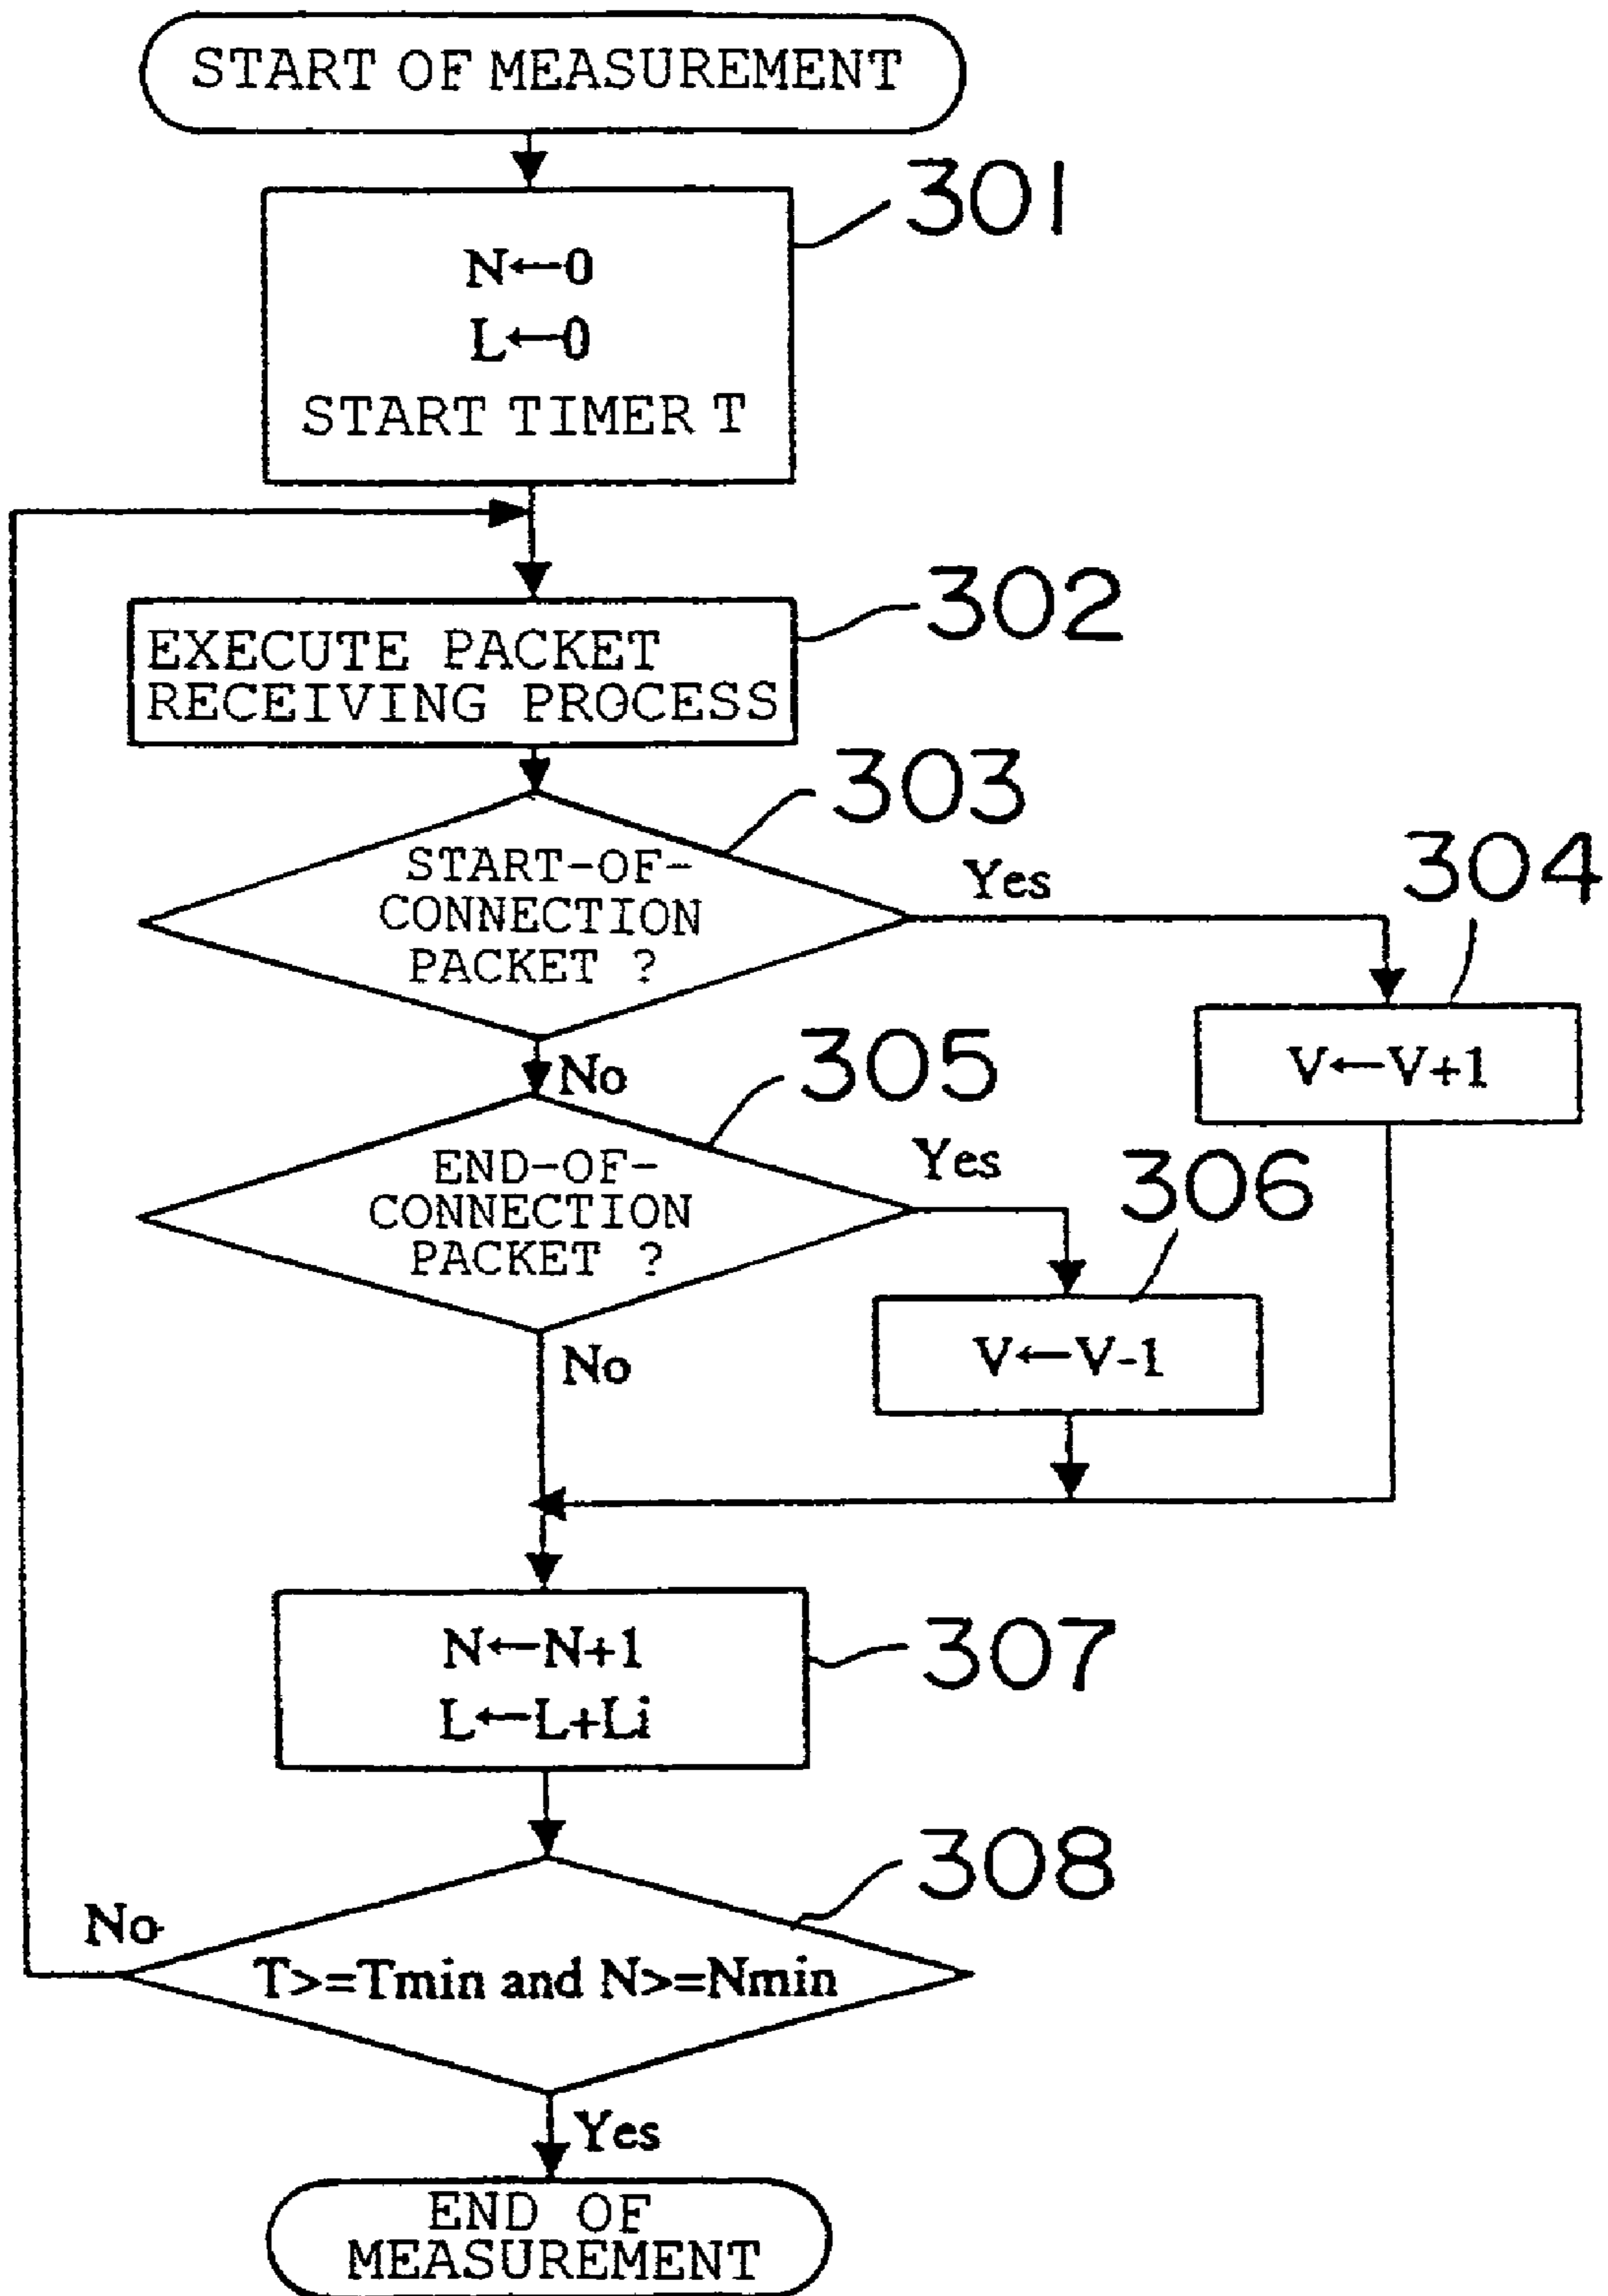 START OF MEASUREMENT
301
N←0
L←0
START TIMER T
302
EXECUTE PACKET
RECEIVING PROCESS
303
START-OF-
CONNECTION
PACKET ?
Yes
304
V←V+1
No
305
END-OF-
CONNECTION
PACKET ?
Yes
306
V←V-1
No
307
N←N+1
L←L+Li
308
No
T>=Tmin and N>=Nmin
Yes
END OF
MEASUREMENT